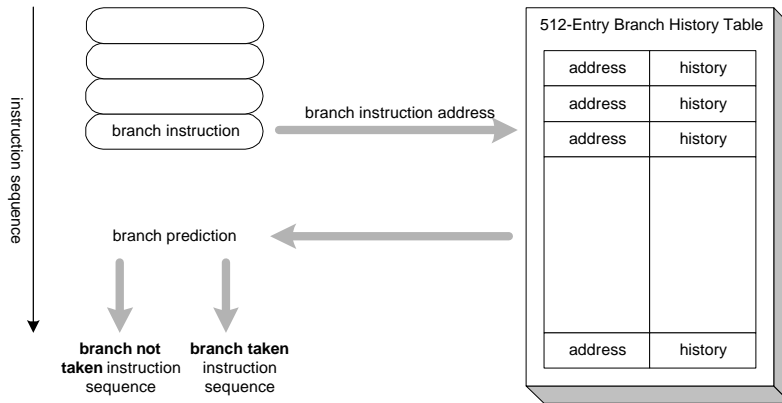 512-Entry Branch History Table
address history
address history
address history
branch instruction
branch instruction address
instruction sequence
branch prediction
branch not
taken instruction
sequence
branch taken
instruction
sequence
address history